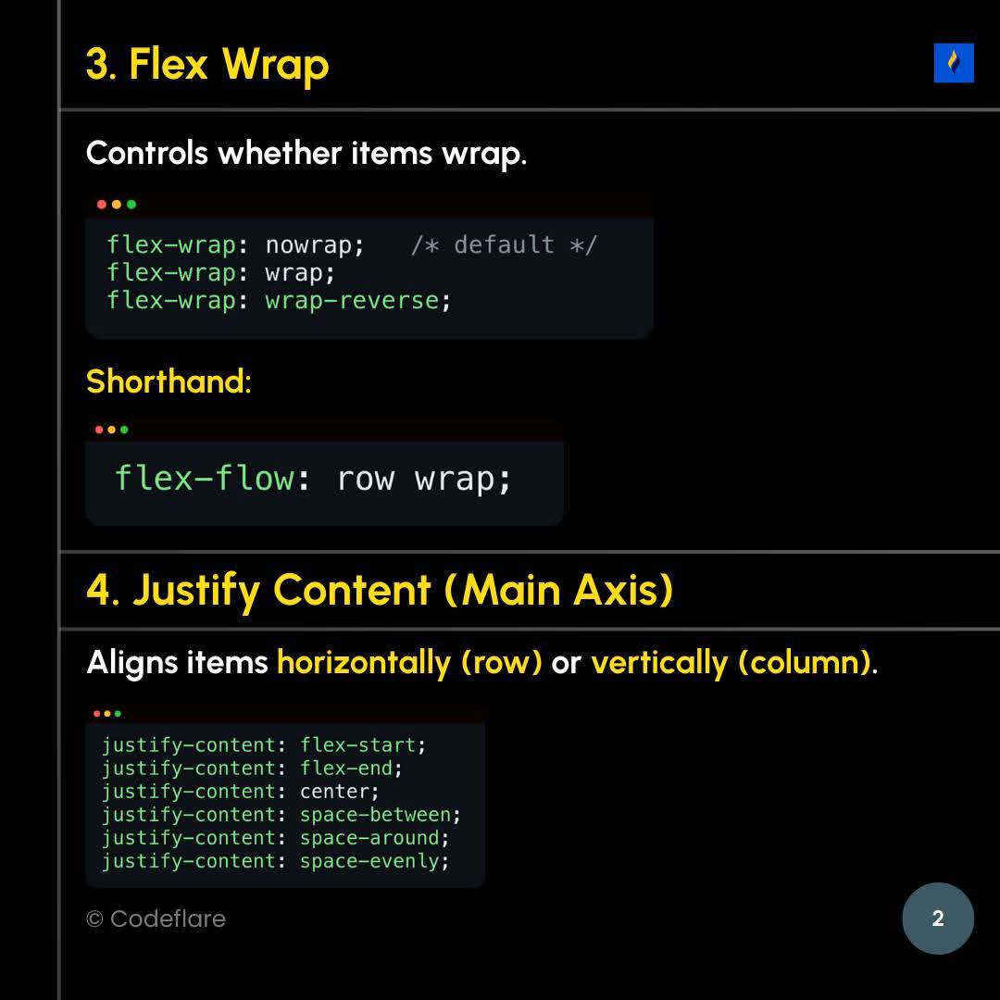 3. Flex Wrap
Controls whether items wrap.
flex-wrap: nowrap;   /* default */
flex-wrap: wrap;
flex-wrap: wrap-reverse;
Shorthand:
flex-flow: row wrap;
4. Justify Content (Main Axis)
Aligns items horizontally (row) or vertically (column).
justify-content: flex-start;
justify-content: flex-end;
justify-content: center;
justify-content: space-between;
justify-content: space-around;
justify-content: space-evenly;
© Codeflare
2